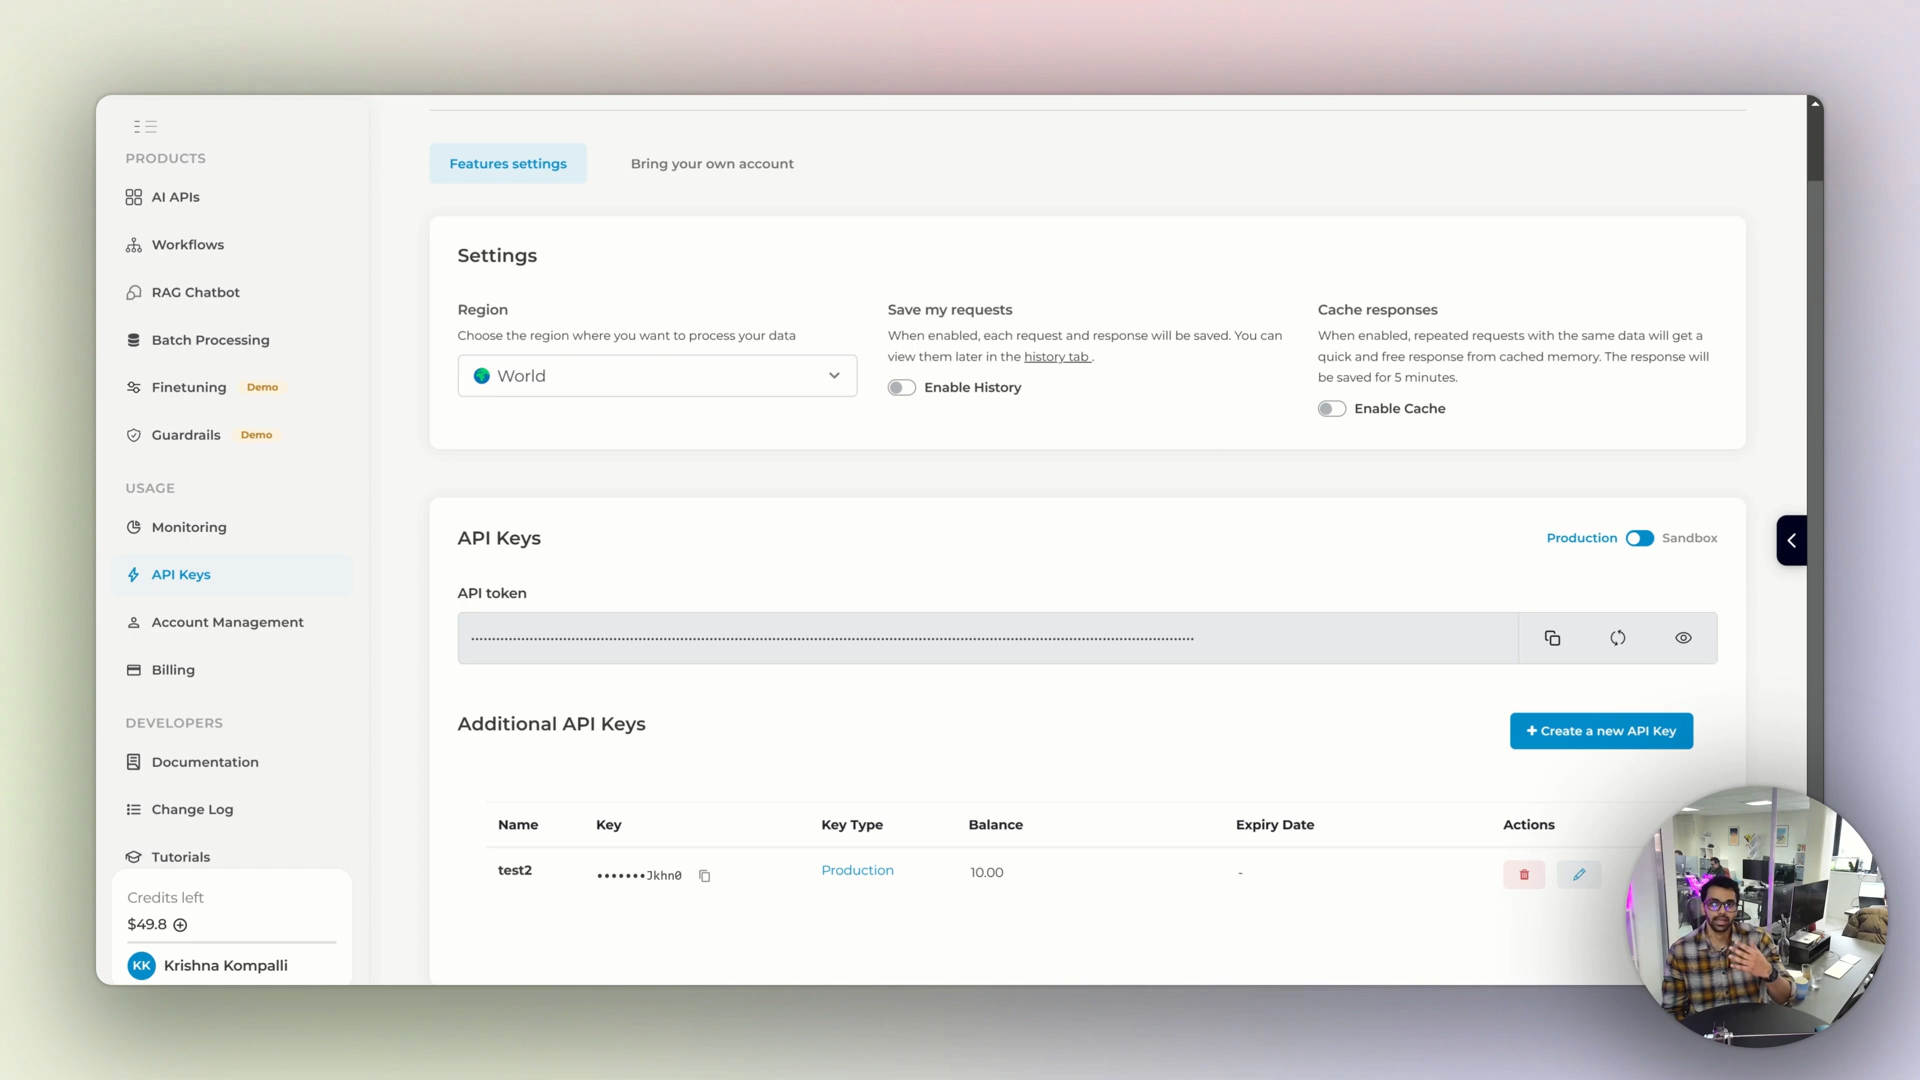 PRODUCTS
AI APIs
Workflows
RAG Chatbot
Batch Processing
Finetuning Demo
Guardrails Demo
USAGE
Monitoring
API Keys
Account Management
Billing
DEVELOPERS
Documentation
Change Log
Tutorials
Credits left
$49.8
KK Krishna Kompalli
Features settings Bring your own account
Settings
Region
Choose the region where you want to process your data
World
Save my requests
When enabled, each request and response will be saved. You can
view them later in the history tab .
Enable History
Cache responses
When enabled, repeated requests with the same data will get a
quick and free response from cached memory. The response will
be saved for 5 minutes.
Enable Cache
API Keys
Production Sandbox
API token
Additional API Keys
+ Create a new API Key
Name Key Key Type Balance Expiry Date Actions
test2 •••••••Jkhn0 Production 10.00 -